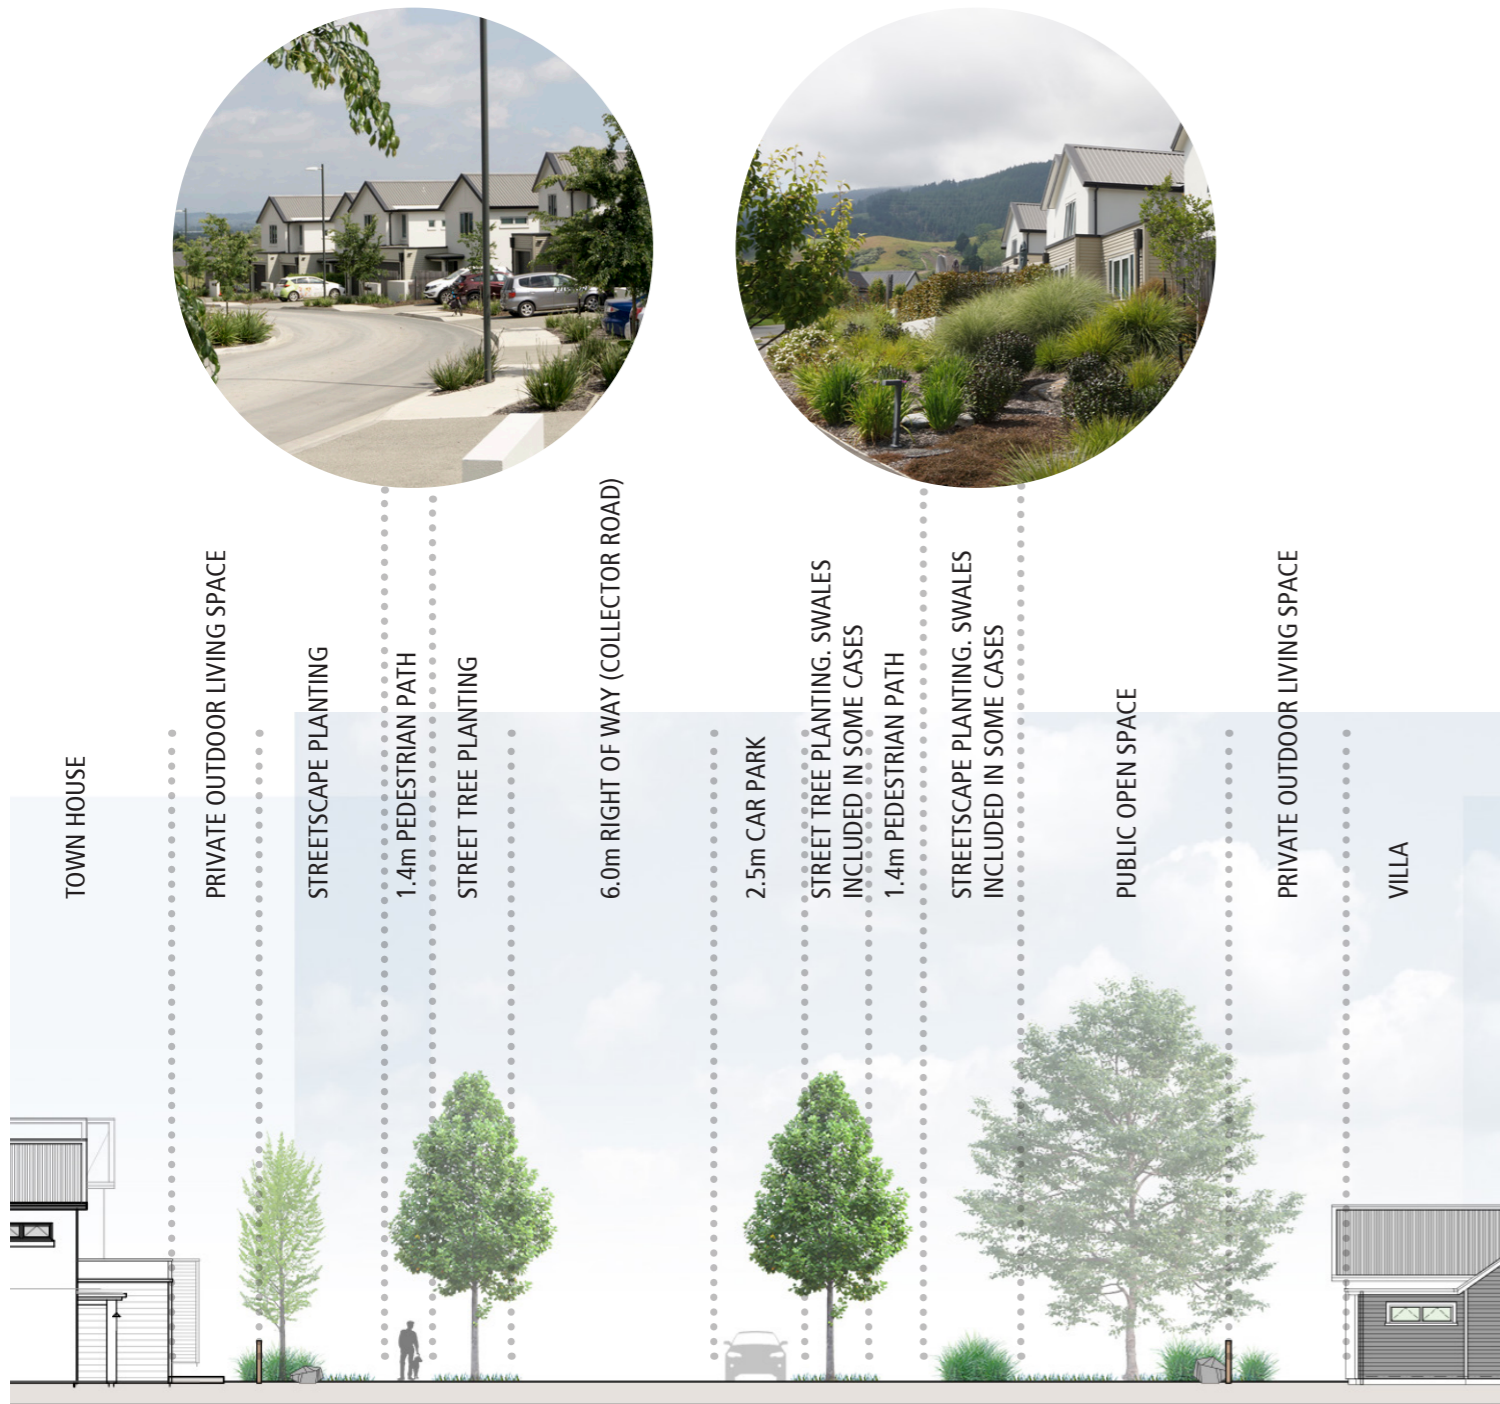 TOWN HOUSE
PRIVATE OUTDOOR LIVING SPACE
STREETSCAPE PLANTING
1.4m PEDESTRIAN PATH
STREET TREE PLANTING
6.0m RIGHT OF WAY (COLLECTOR ROAD)
2.5m CAR PARK
STREET TREE PLANTING. SWALES
INCLUDED IN SOME CASES
1.4m PEDESTRIAN PATH
STREETSCAPE PLANTING. SWALES
INCLUDED IN SOME CASES
PUBLIC OPEN SPACE
PRIVATE OUTDOOR LIVING SPACE
VILLA